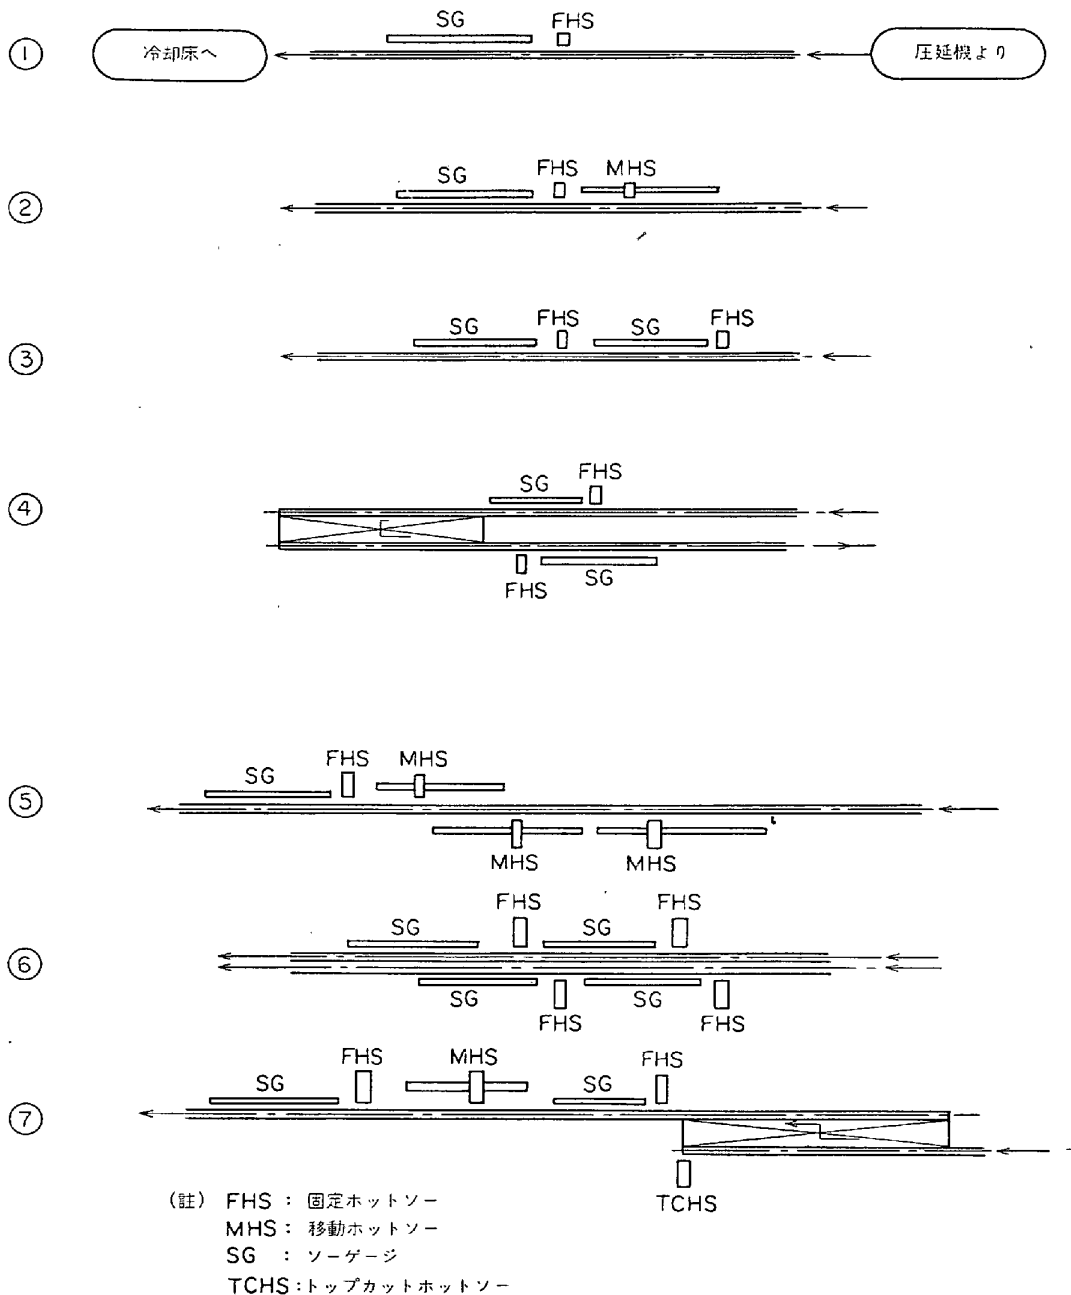 SG FHS
① 冷却床へ 圧延機より
SG FHS MHS
②
SG FHS SG FHS
③
SG FHS
④
FHS SG
SG FHS MHS
⑤
MHS MHS
SG FHS SG FHS
⑥
SG FHS SG FHS
SG FHS MHS SG FHS
⑦
TCHS
(註) FHS : 固定ホットソー
MHS : 移動ホットソー
SG : ソーゲージ
TCHS : トップカットホットソー